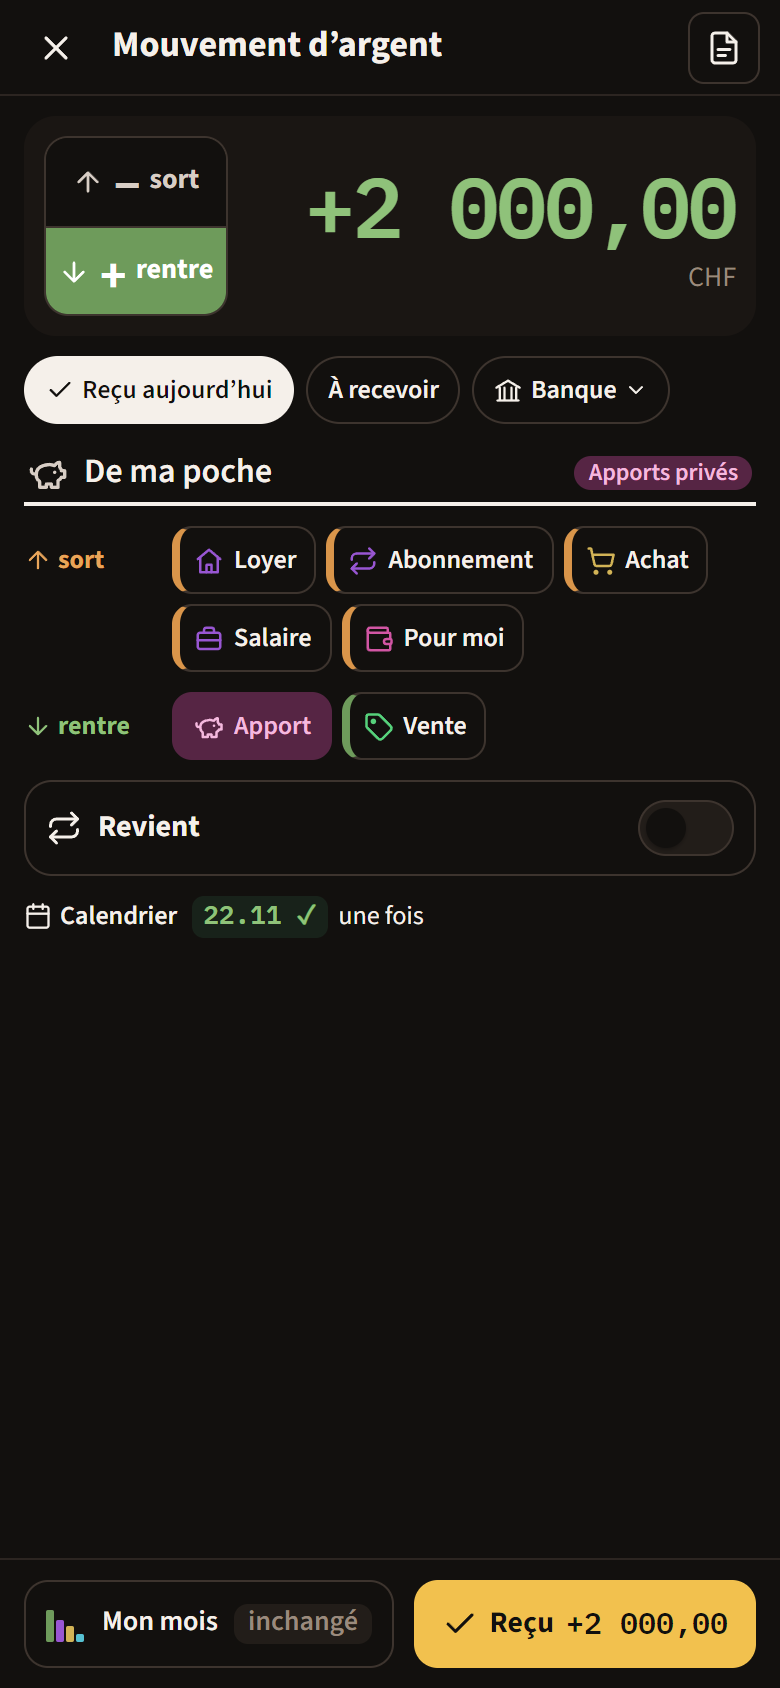 Mouvement d’argent
↑ – sort
+2 000,00
↓ + rentre
CHF
✓ Reçu aujourd’hui
À recevoir
Banque
De ma poche
Apports privés
↑ sort
Loyer
Abonnement
Achat
Salaire
Pour moi
↓ rentre
Apport
Vente
Revient
Calendrier 22.11 ✓ une fois
Mon mois inchangé
✓ Reçu +2 000,00